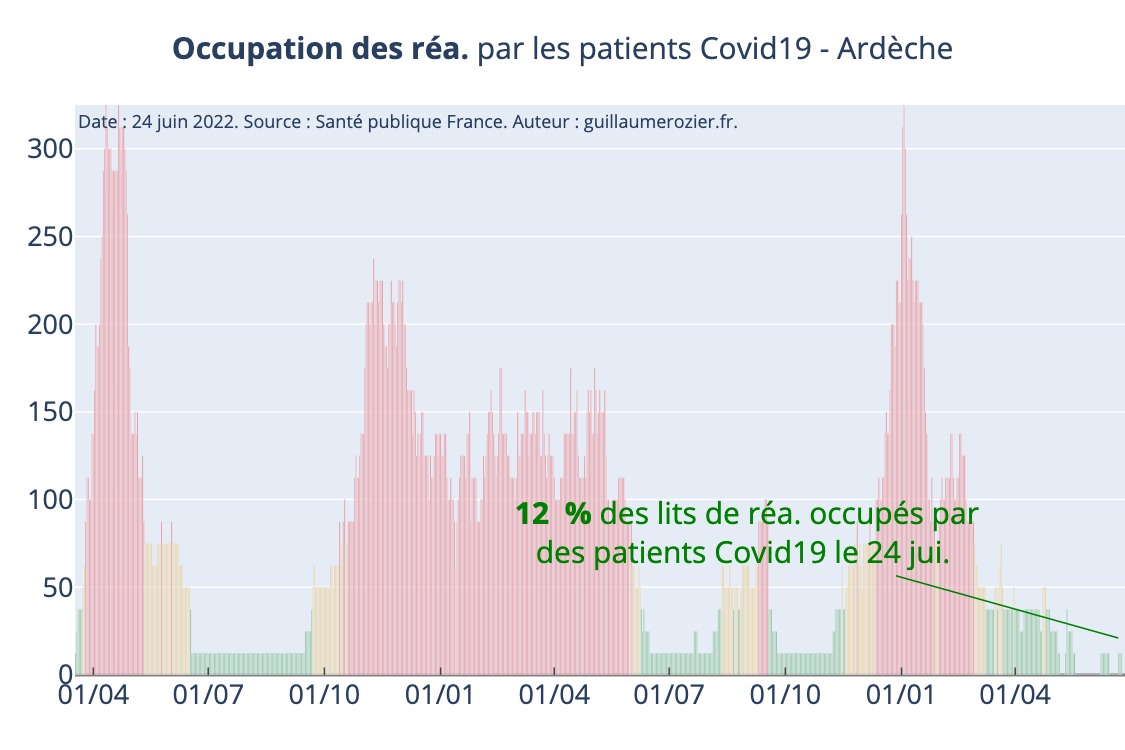 Occupation des réa. par les patients Covid19 - Ardèche
Date : 24 juin 2022. Source : Santé publique France. Auteur : guillaumerozier.fr.
300
250
200
150
100
50
0
12  % des lits de réa. occupés par
des patients Covid19 le 24 jui.
01/04 01/07 01/10 01/01 01/04 01/07 01/10 01/01 01/04